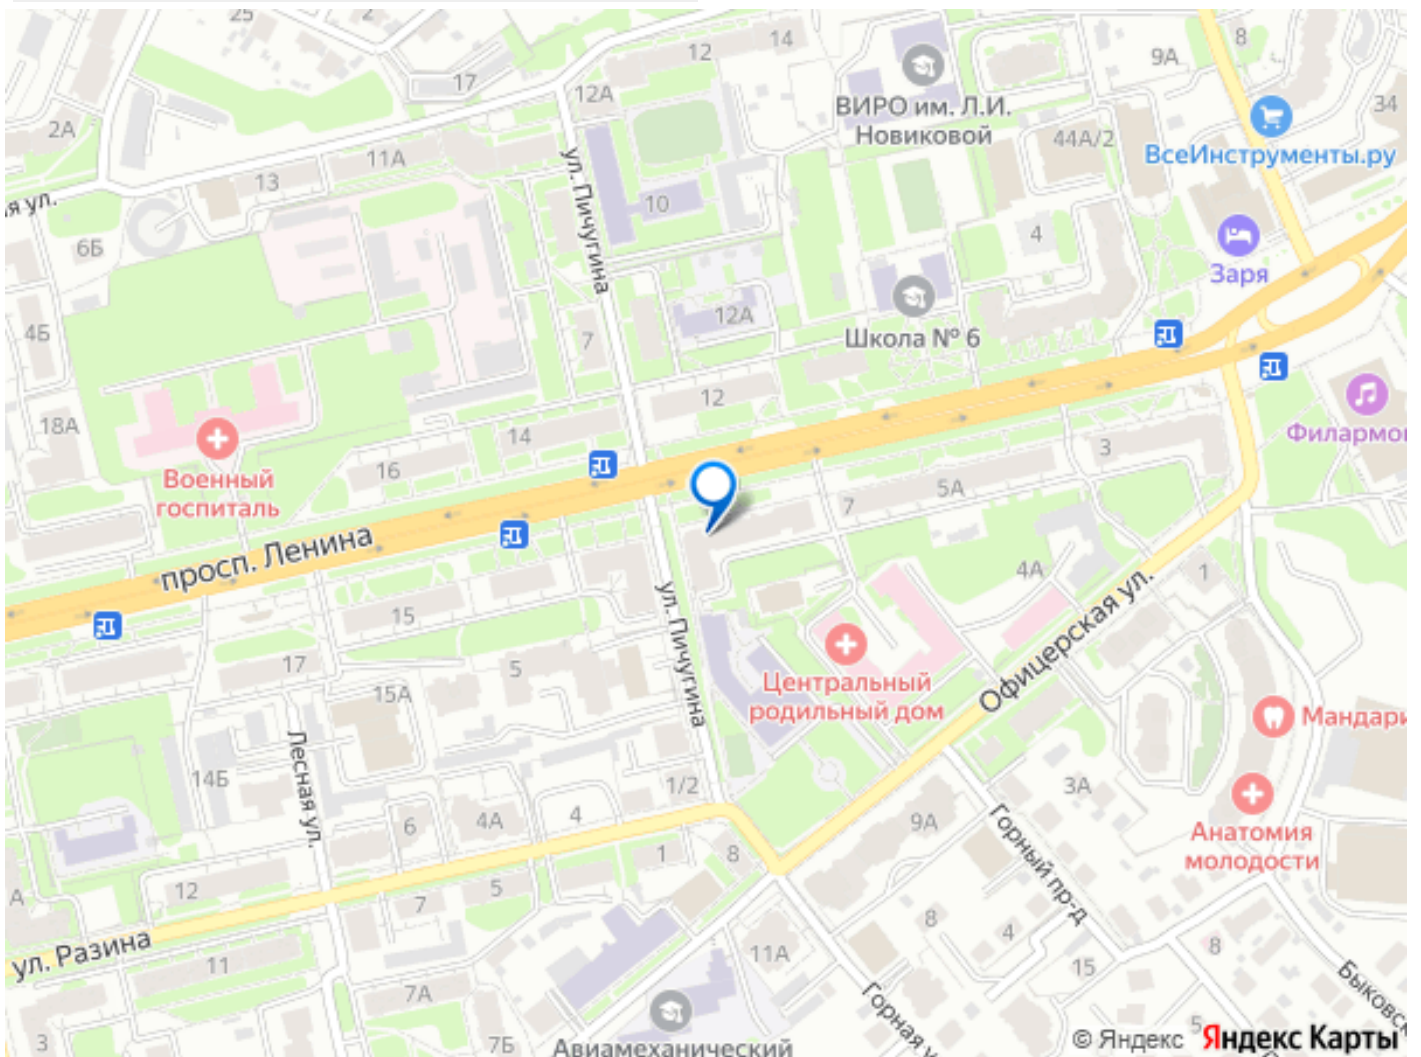 25
2
12
14
8
9А
17
12А
ВИРО им. Л.И.
Новиковой
34
2А
44А/2
ВсеИнструменты.ру
11А
13
ул. Пичугина
10
ая ул.
6Б
4
Заря
4Б
7
12А
Школа № 6
18А
14
12
Филармо
16
3
Военный
госпиталь
5А
7
просп. Ленина
4А
1
15
ул. Пичугина
Офицерская ул.
17
5
15А
Центральный
родильный дом
Мандари
14Б
Лесная ул.
1/2
3А
6
4А
4
9А
Горный пр-д
Анатомия
молодости
1
8
12
5
А
7
8
4
8
ул. Разина
11
11А
15
Быковск
7А
Горная у
3
7Б
Авиамеханический
5
© Яндекс Яндекс Карты